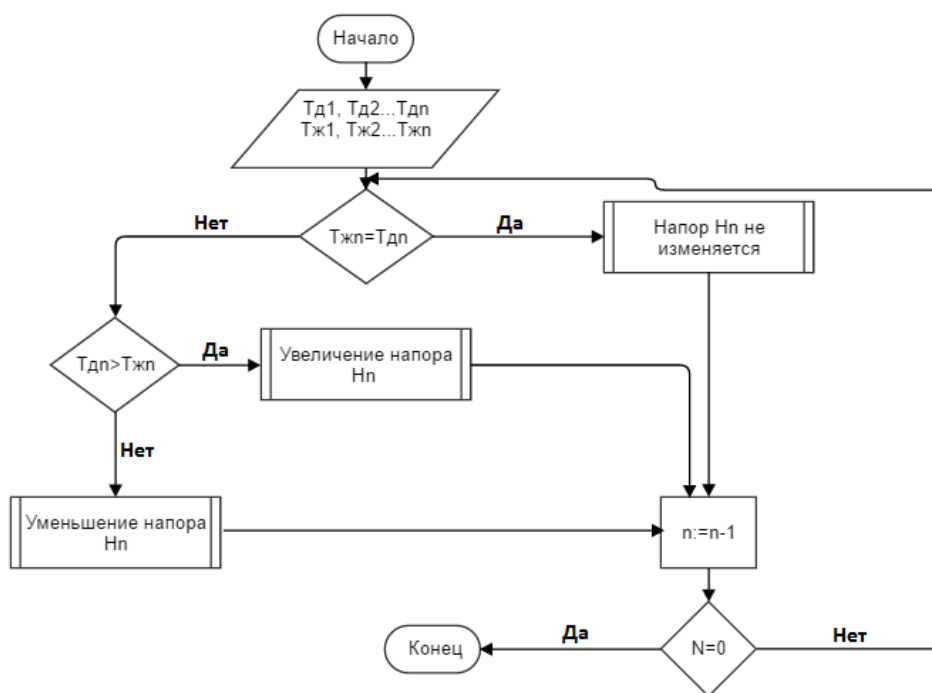 Начало
Тд1, Тд2...Тдn
Тж1, Тж2...Тжn
Нет
Тжn=Тдn
Да
Напор Hn не
изменяется
Тдn>Тжn
Да
Увеличение напора
Hn
Нет
Уменьшение напора
Hn
n:=n-1
Конец
Да
N=0
Нет